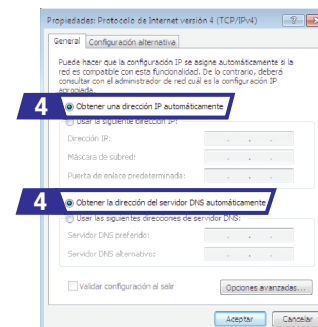 Propiedades: Protocolo de Internet versión 4 (TCP/IPv4)
General
Configuración alternativa
Puede hacer que la configuración IP se asigne automáticamente si la
red es compatible con esta funcionalidad. De lo contrario, deberá
consultar con el administrador de red cuál es la configuración IP
apropiada.
4
Obtener una dirección IP automáticamente
Usar la siguiente dirección IP:
Dirección IP:
Máscara de subred:
Puerta de enlace predeterminada:
4
Obtener la dirección del servidor DNS automáticamente
Usar las siguientes direcciones de servidor DNS:
Servidor DNS preferido:
Servidor DNS alternativo:
Validar configuración al salir
Opciones avanzadas...
Aceptar
Cancelar